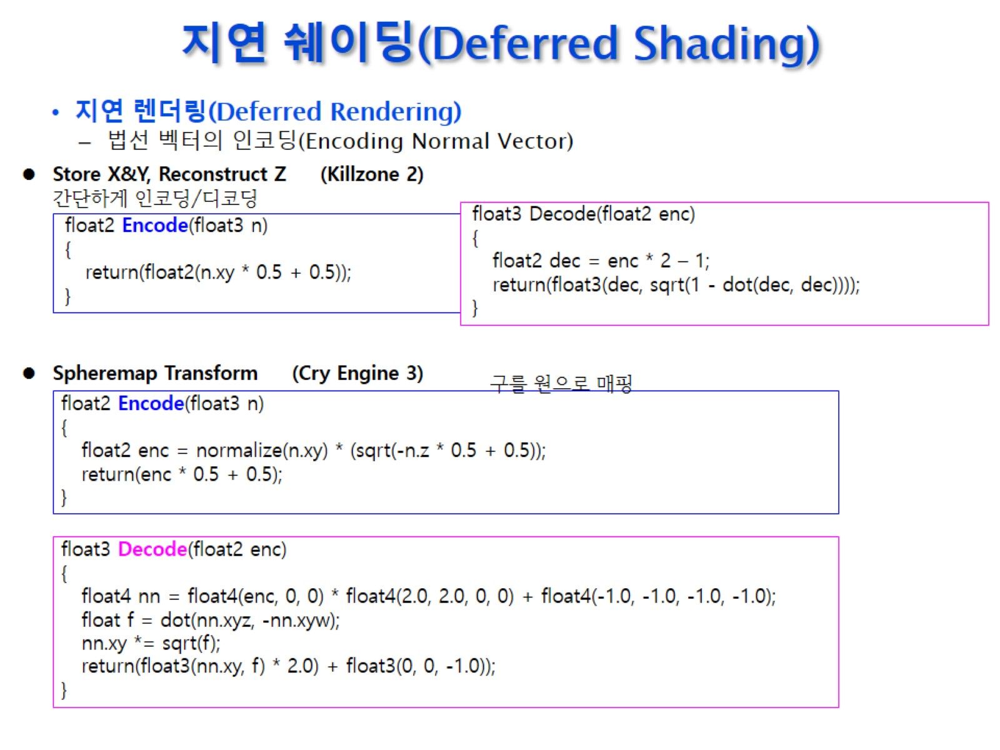 지연 쉐이딩(Deferred Shading)
• 지연 렌더링(Deferred Rendering)
– 법선 벡터의 인코딩(Encoding Normal Vector)
● Store X&Y, Reconstruct Z (Killzone 2)
간단하게 인코딩/디코딩
float2 Encode(float3 n)
{
return(float2(n.xy * 0.5 + 0.5));
}
float3 Decode(float2 enc)
{
float2 dec = enc * 2 – 1;
return(float3(dec, sqrt(1 - dot(dec, dec))));
}
● Spheremap Transform (Cry Engine 3)
구를 원으로 매핑
float2 Encode(float3 n)
{
float2 enc = normalize(n.xy) * (sqrt(-n.z * 0.5 + 0.5));
return(enc * 0.5 + 0.5);
}
float3 Decode(float2 enc)
{
float4 nn = float4(enc, 0, 0) * float4(2.0, 2.0, 0, 0) + float4(-1.0, -1.0, -1.0, -1.0);
float f = dot(nn.xyz, -nn.xyw);
nn.xy *= sqrt(f);
return(float3(nn.xy, f) * 2.0) + float3(0, 0, -1.0));
}